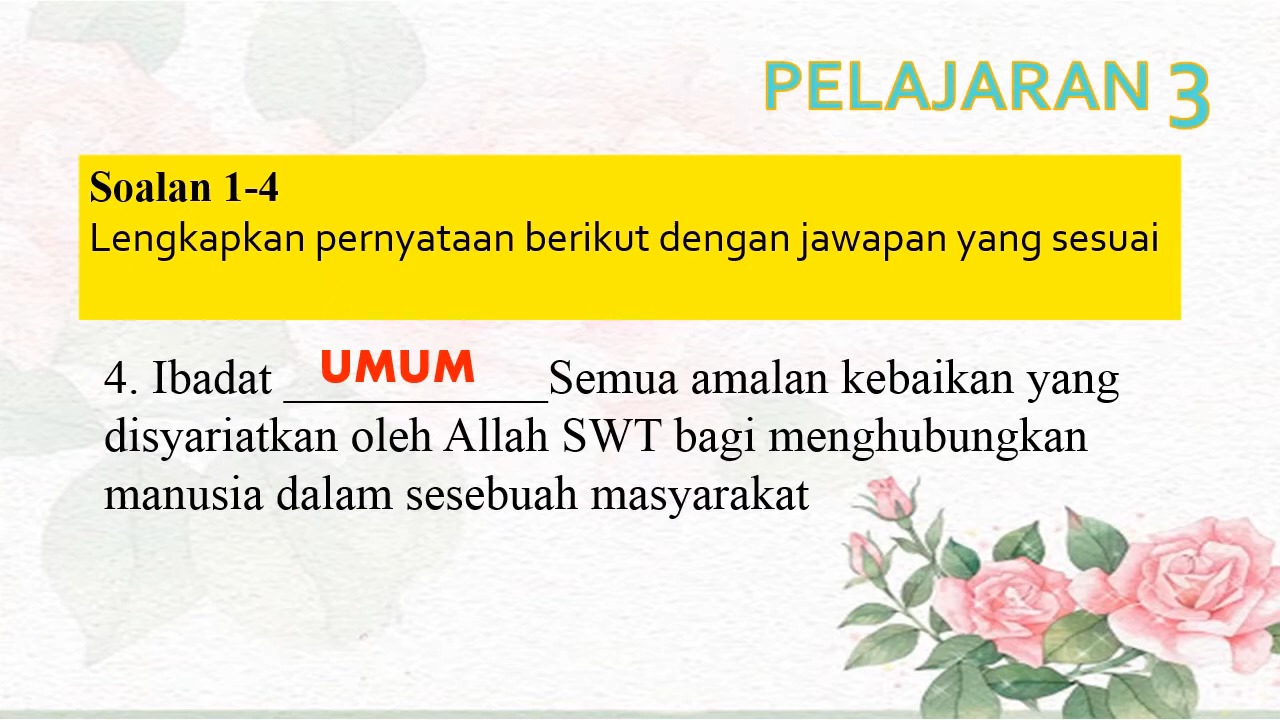 PELAJARAN 3
Soalan 1-4
Lengkapkan pernyataan berikut dengan jawapan yang sesuai
4. Ibadat ___________Semua amalan kebaikan yang
UMUM
disyariatkan oleh Allah SWT bagi menghubungkan
manusia dalam sesebuah masyarakat